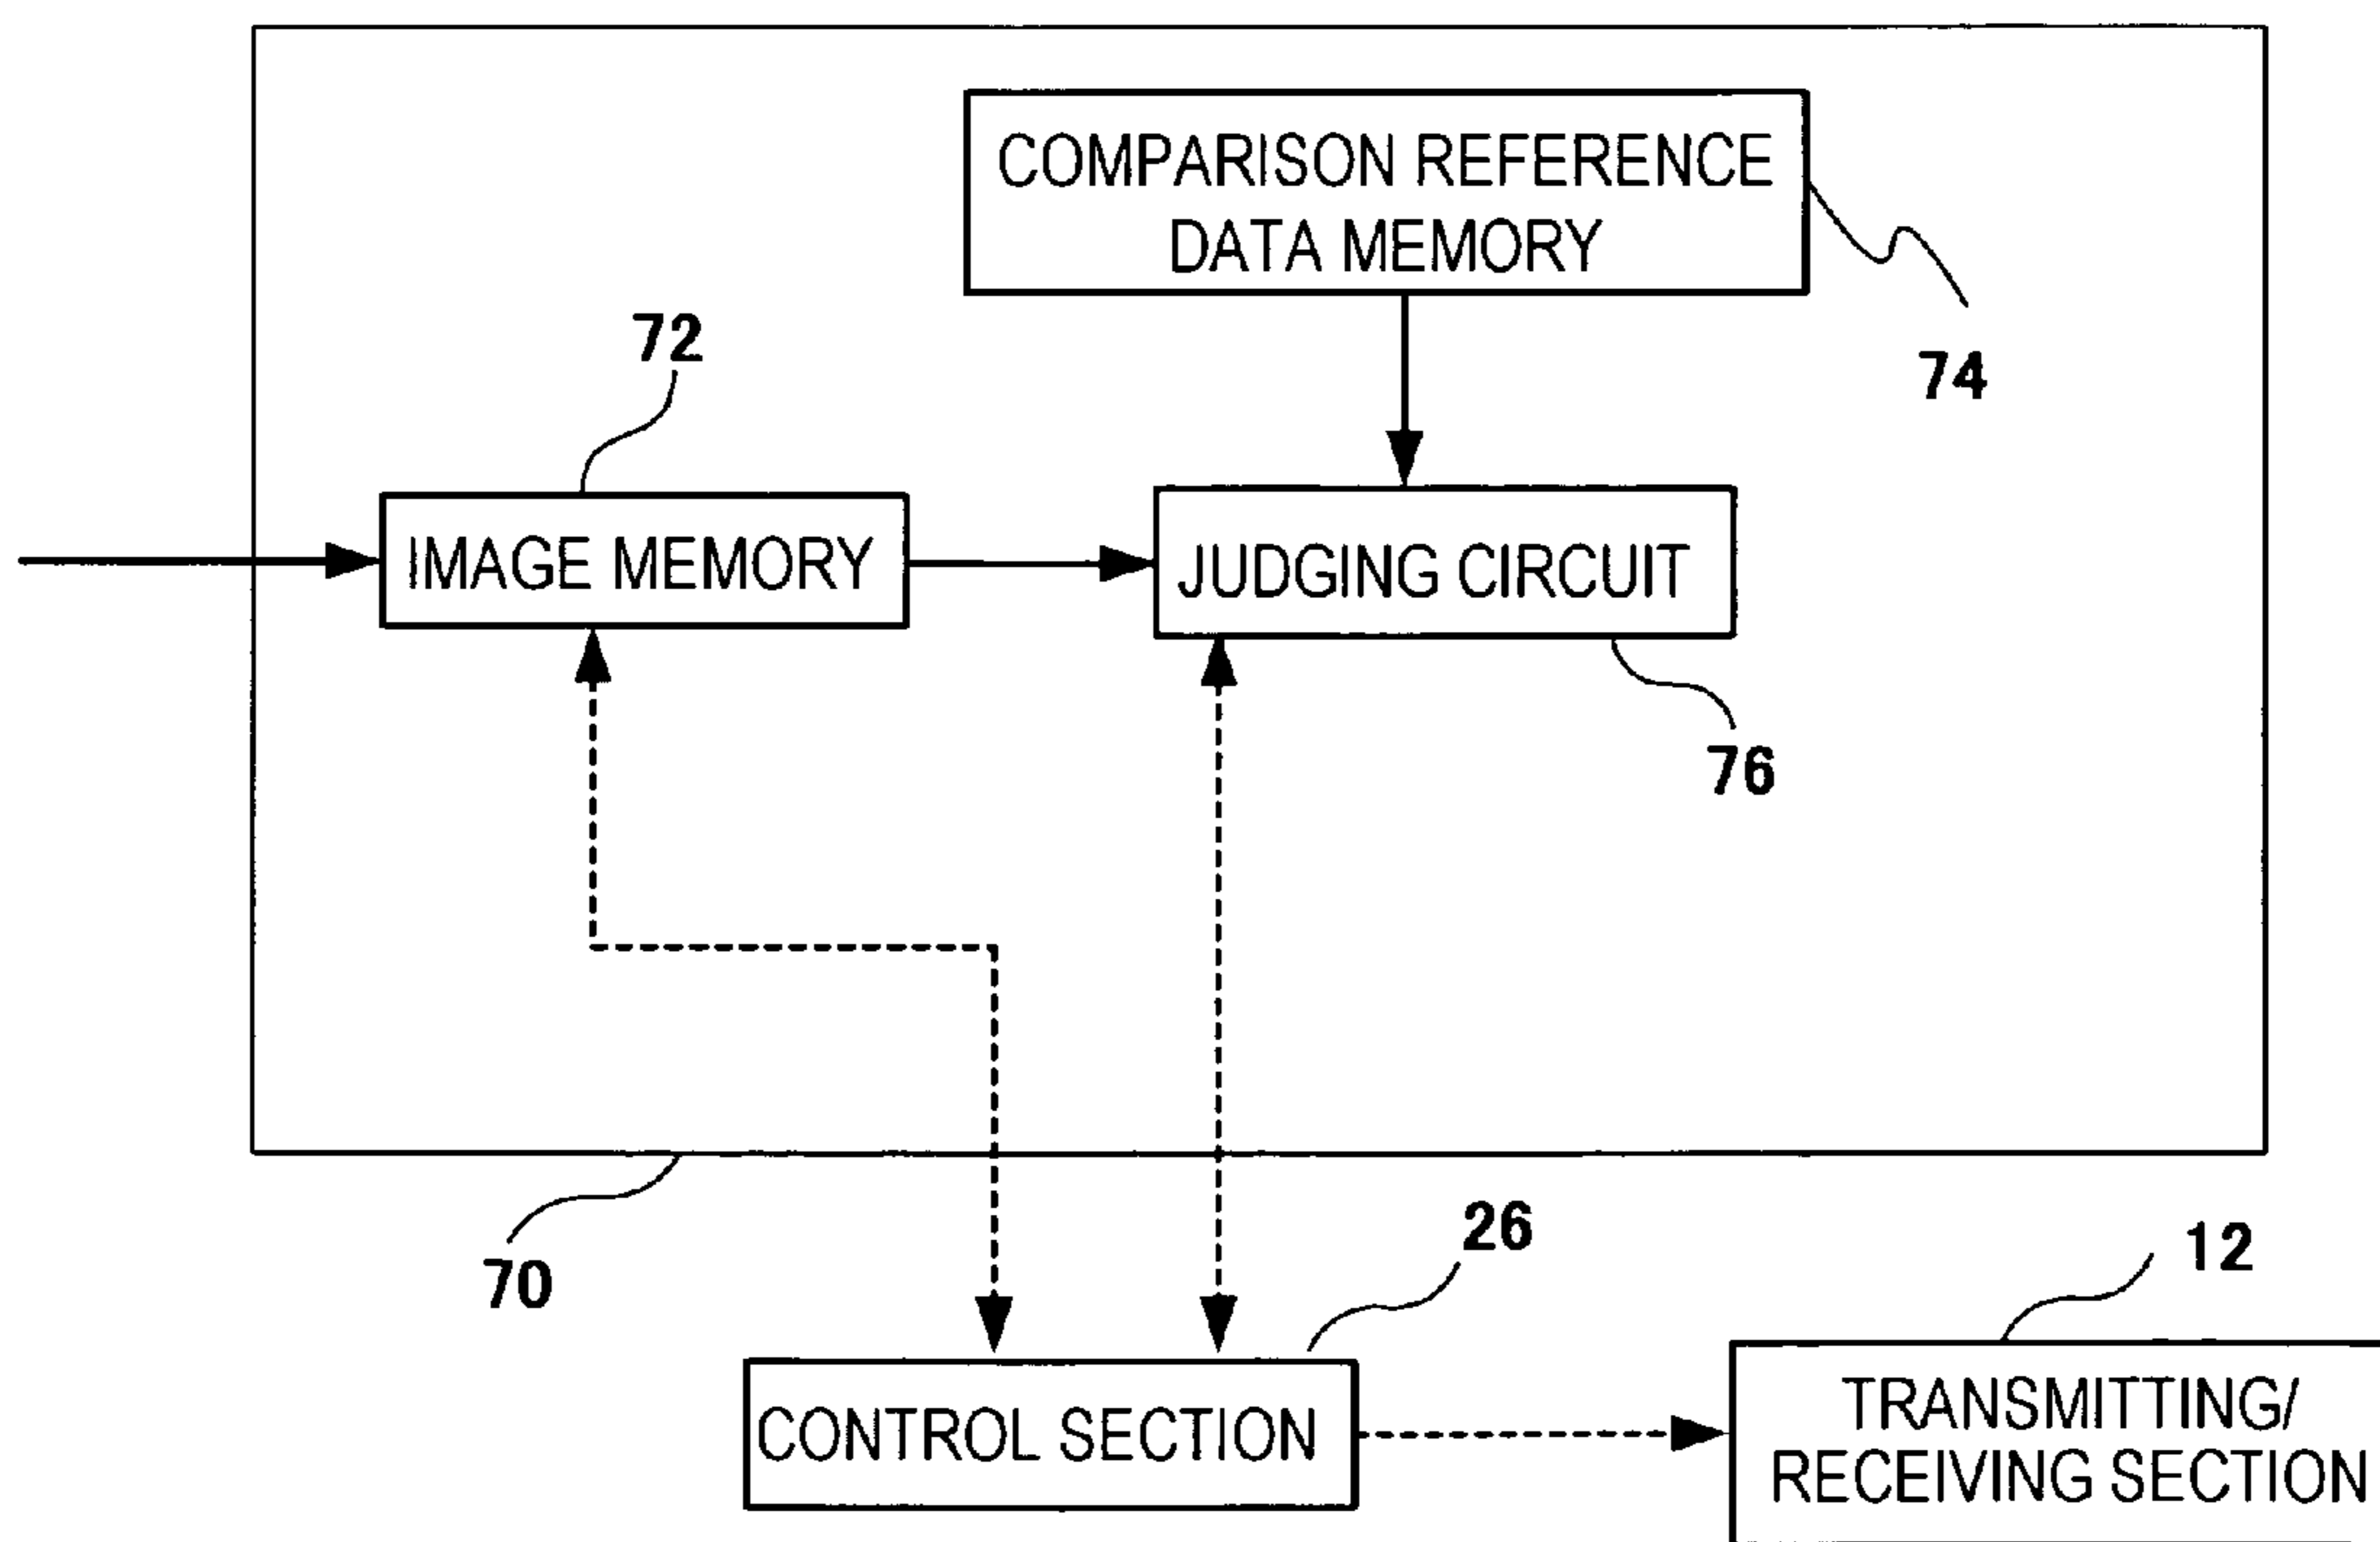 COMPARISON REFERENCE
DATA MEMORY
72
74
IMAGE MEMORY
JUDGING CIRCUIT
76
70
26
12
CONTROL SECTION
TRANSMITTING/
RECEIVING SECTION